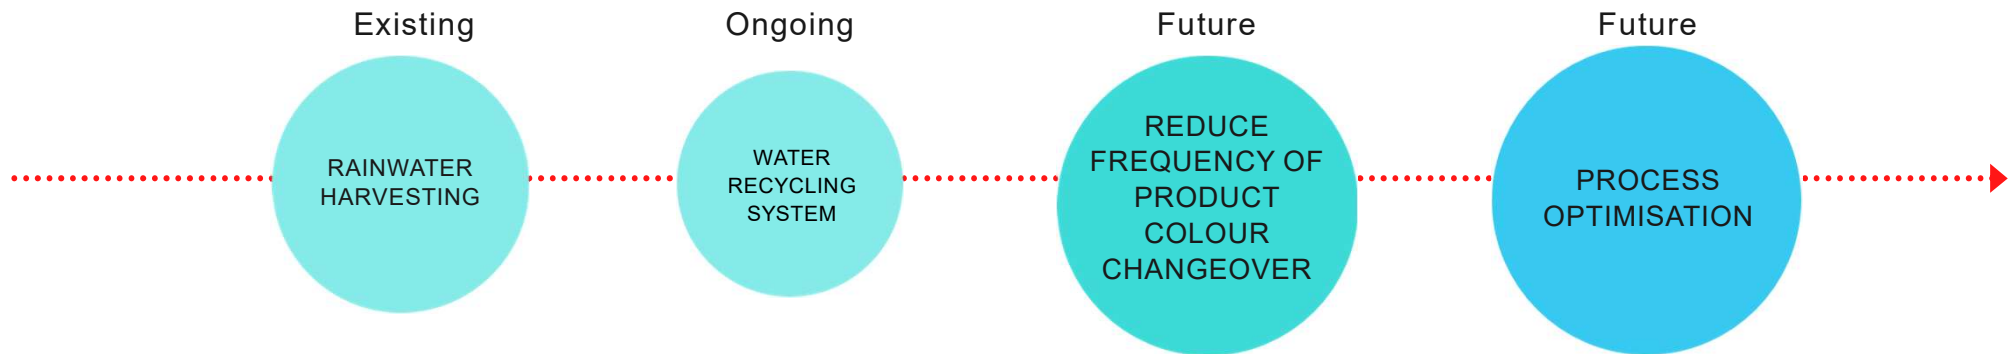 Existing
RAINWATER
HARVESTING
Ongoing
WATER
RECYCLING
SYSTEM
Future
REDUCE
FREQUENCY OF
PRODUCT
COLOUR
CHANGEOVER
Future
PROCESS
OPTIMISATION